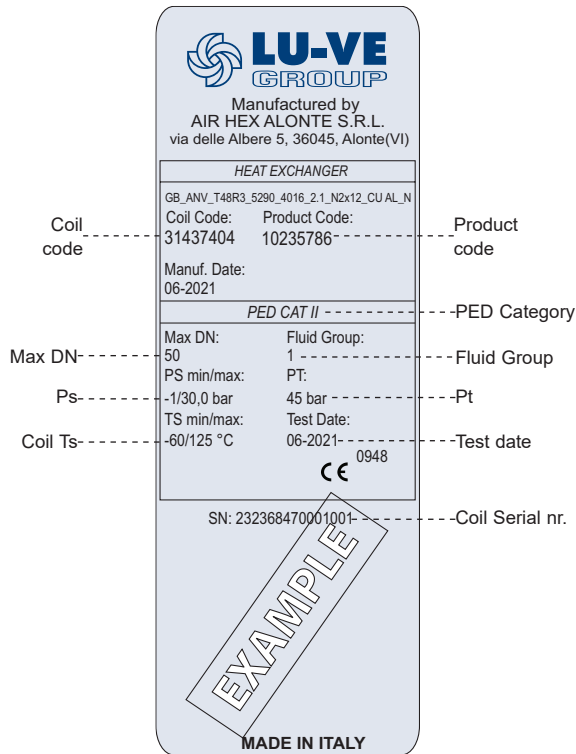 LU-VE
GROUP
Manufactured by
AIR HEX ALONTE S.R.L.
via delle Albere 5, 36045, Alonte(VI)
HEAT EXCHANGER
GB_ANV_T48R3_5290_4016_2.1_N2x12_CU AL_N
Coil Code: Product Code:
31437404 10235786
Coil
code
Product
code
Manuf. Date:
06-2021
PED CAT II
PED Category
Max DN: Fluid Group:
Max DN 50 1 Fluid Group
PS min/max: PT:
Ps -1/30,0 bar 45 bar Pt
TS min/max: Test Date:
Coil Ts -60/125 °C 06-2021 Test date
0948
CE
SN: 232368470001001 Coil Serial nr.
EXAMPLE
MADE IN ITALY